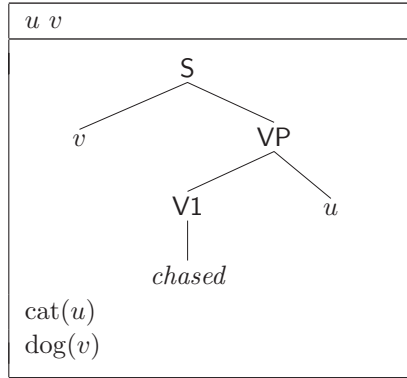 u v
S
v VP
V1 u
chased
cat(u)
dog(v)